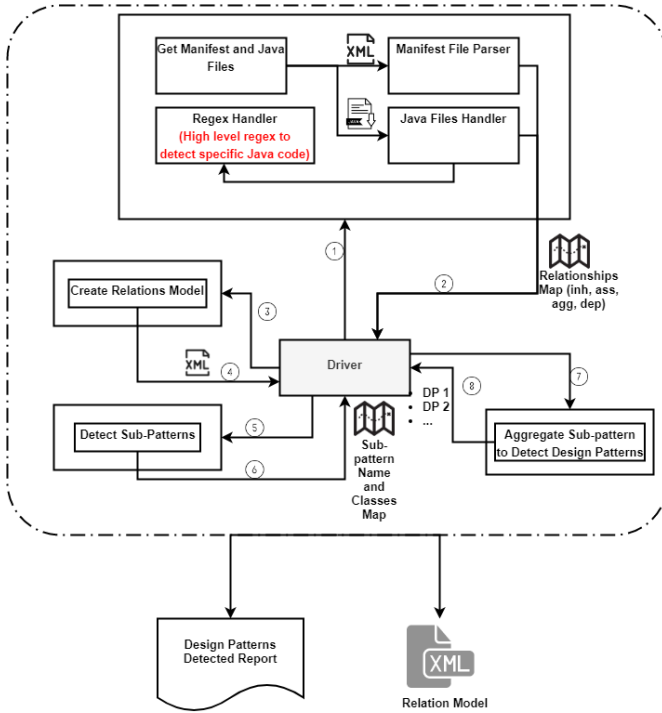 Get Manifest and Java
Files
XML
Manifest File Parser
Regex Handler
(High level regex to
detect specific Java code)
Java Files Handler
1
2
Relationships
Map (inh, ass,
agg, dep)
Create Relations Model
3
XML
4
Driver
7
8
• DP 1
• DP 2
• ...
Detect Sub-Patterns
5
6
Sub-
pattern
Name
and
Classes
Map
Aggregate Sub-pattern
to Detect Design Patterns
Design Patterns
Detected Report
XML
Relation Model